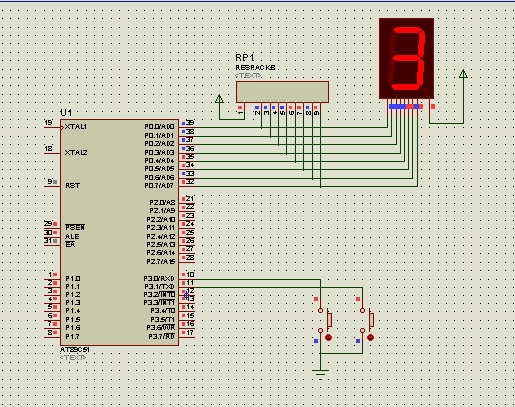 3
RP1
RESPACK8
<TEXT>
1
2 3 4 5 6 7 8 9
U1
19 XTAL1
18 XTAL2
9 RST
29 PSEN
30 ALE
31 EA
1 P1.0
2 P1.1
3 P1.2
4 P1.3
5 P1.4
6 P1.5
7 P1.6
8 P1.7
P0.0/AD0 39
P0.1/AD1 38
P0.2/AD2 37
P0.3/AD3 36
P0.4/AD4 35
P0.5/AD5 34
P0.6/AD6 33
P0.7/AD7 32
P2.0/A8 21
P2.1/A9 22
P2.2/A10 23
P2.3/A11 24
P2.4/A12 25
P2.5/A13 26
P2.6/A14 27
P2.7/A15 28
P3.0/RXD 10
P3.1/TXD 11
P3.2/INT0 12
P3.3/INT1 13
P3.4/T0 14
P3.5/T1 15
P3.6/WR 16
P3.7/RD 17
AT89C51
<TEXT>